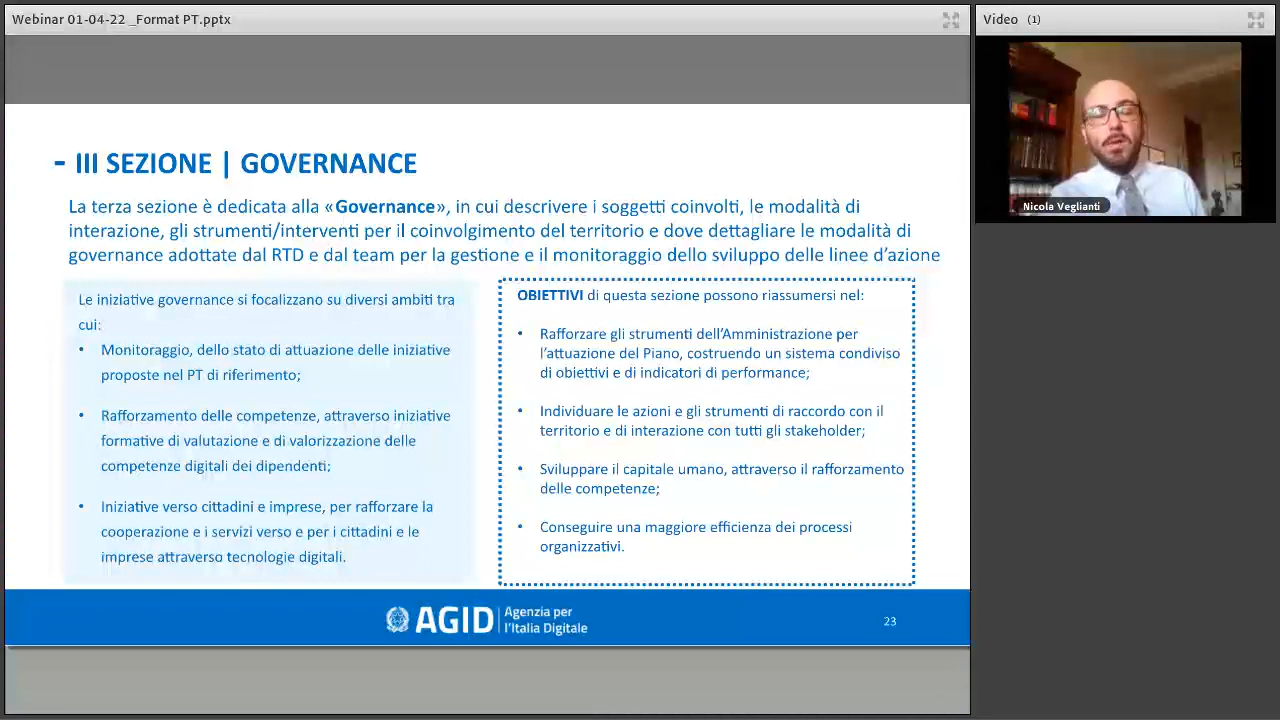 Webinar 01-04-22 _Format PT.pptx
Video (1)
Nicola Veglianti
- III SEZIONE | GOVERNANCE
La terza sezione è dedicata alla «Governance», in cui descrivere i soggetti coinvolti, le modalità di
interazione, gli strumenti/interventi per il coinvolgimento del territorio e dove dettagliare le modalità di
governance adottate dal RTD e dal team per la gestione e il monitoraggio dello sviluppo delle linee d'azione
Le iniziative governance si focalizzano su diversi ambiti tra
cui:
• Monitoraggio, dello stato di attuazione delle iniziative
proposte nel PT di riferimento;
• Rafforzamento delle competenze, attraverso iniziative
formative di valutazione e di valorizzazione delle
competenze digitali dei dipendenti;
• Iniziative verso cittadini e imprese, per rafforzare la
cooperazione e i servizi verso e per i cittadini e le
imprese attraverso tecnologie digitali.
OBIETTIVI di questa sezione possono riassumersi nel:
• Rafforzare gli strumenti dell'Amministrazione per
l'attuazione del Piano, costruendo un sistema condiviso
di obiettivi e di indicatori di performance;
• Individuare le azioni e gli strumenti di raccordo con il
territorio e di interazione con tutti gli stakeholder;
• Sviluppare il capitale umano, attraverso il rafforzamento
delle competenze;
• Conseguire una maggiore efficienza dei processi
organizzativi.
AGID
Agenzia per
l'Italia Digitale
23